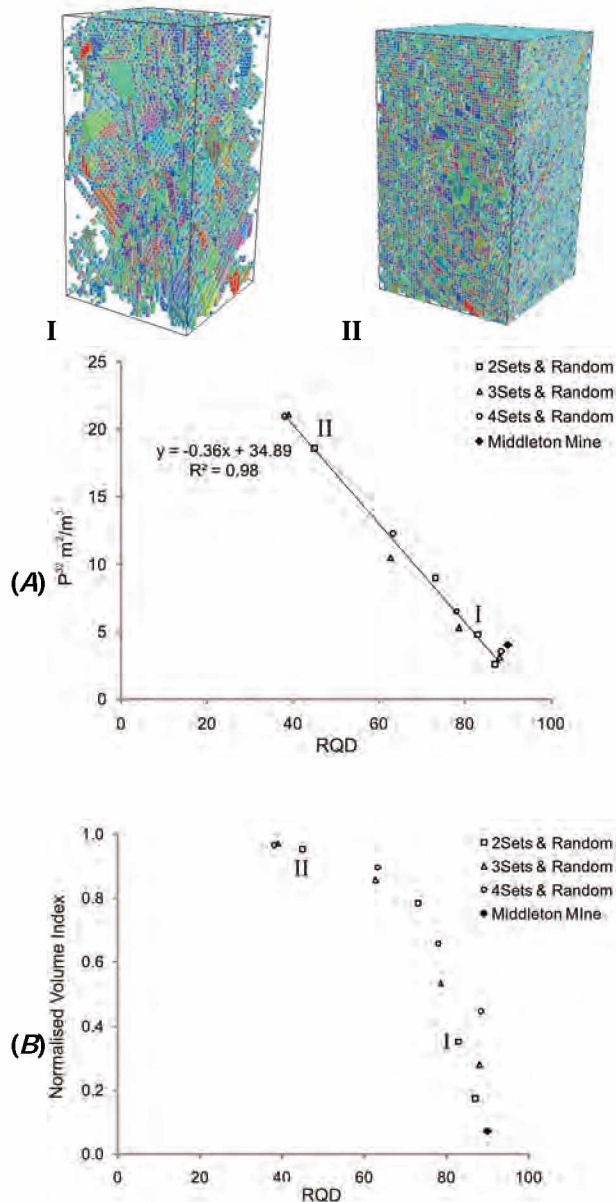 I
II
25
20
15
10
5
0
0
20
40
60
80
100
P³² m²/m³
RQD
y = -0.36x + 34.89
R² = 0.98
II
I
2Sets & Random
3Sets & Random
4Sets & Random
Middleton Mine
(A)
1.0
0.8
0.6
0.4
0.2
0.0
0
20
40
60
80
100
Normalised Volume Index
RQD
II
I
2Sets & Random
3Sets & Random
4Sets & Random
Middleton Mine
(B)